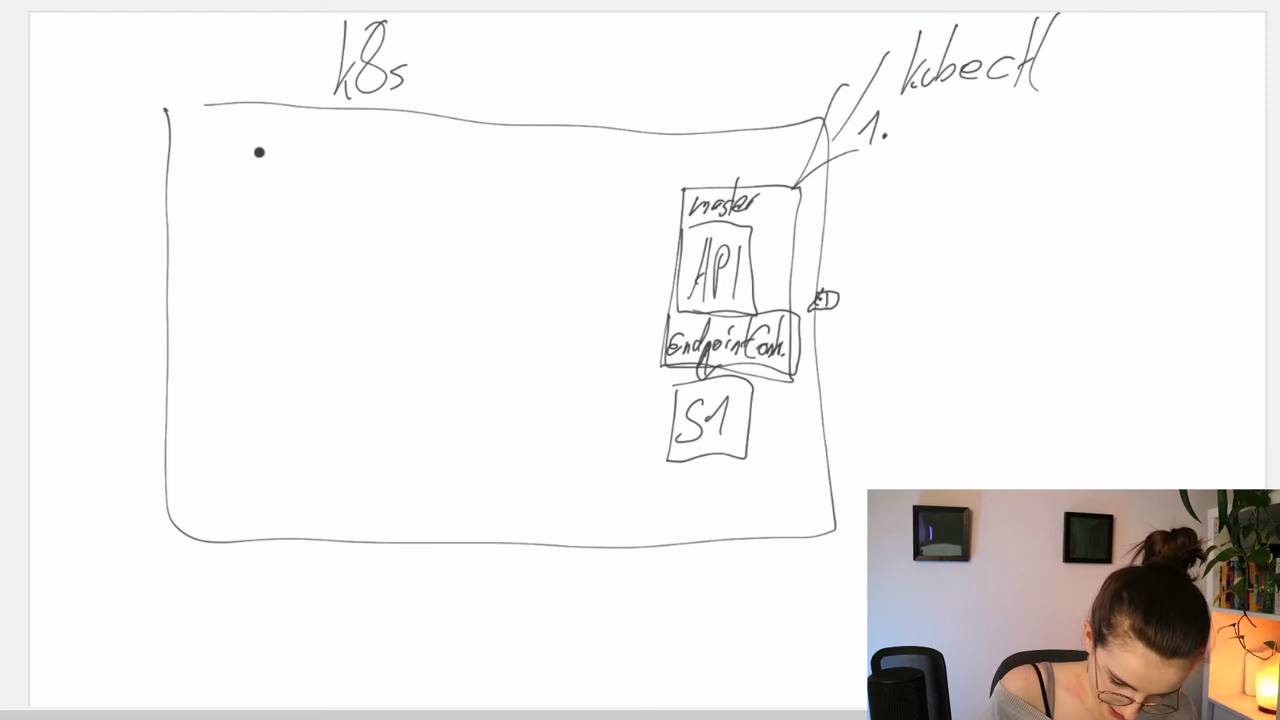 k8s
kubectl
1.
master
API
Endpoint Con.
S1